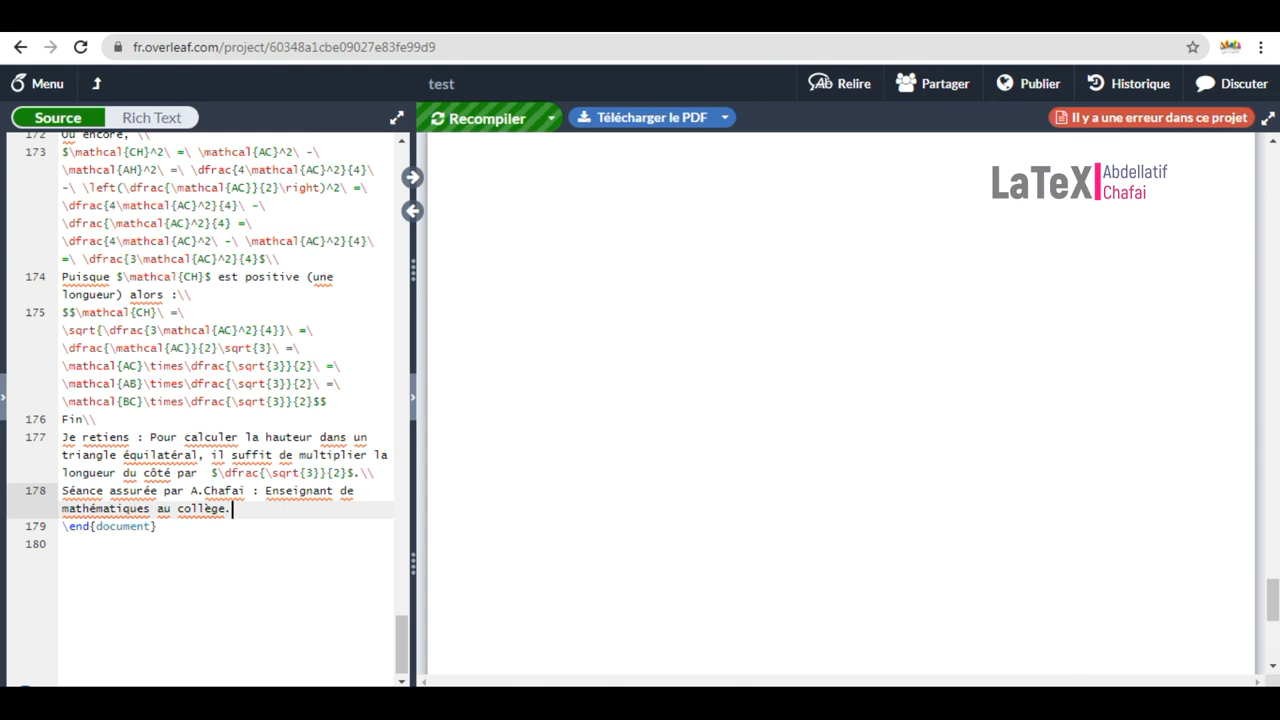 fr.overleaf.com/project/60348a1cbe09027e83fe99d9
Menu
test
Relire
Partager
Publier
Historique
Discuter
Source
Rich Text
Recompiler
Télécharger le PDF
Il y a une erreur dans ce projet
172 Ou encore, \\
173 $\mathcal{CH}^2\ =\ \mathcal{AC}^2\ -\
\mathcal{AH}^2\ =\ \dfrac{4\mathcal{AC}^2}{4}\
-\ \left(\dfrac{\mathcal{AC}}{2}\right)^2\ =\
\dfrac{4\mathcal{AC}^2}{4}\ -\
\dfrac{\mathcal{AC}^2}{4} =\
\dfrac{4\mathcal{AC}^2\ -\ \mathcal{AC}^2}{4}\
=\ \dfrac{3\mathcal{AC}^2}{4}$\\
174 Puisque $\mathcal{CH}$ est positive (une
longueur) alors :\\
175 $$\mathcal{CH}\ =\
\sqrt{\dfrac{3\mathcal{AC}^2}{4}}\ =\
\dfrac{\mathcal{AC}}{2}\sqrt{3}\ =\
\mathcal{AC}\times\dfrac{\sqrt{3}}{2}\ =\
\mathcal{AB}\times\dfrac{\sqrt{3}}{2}\ =\
\mathcal{BC}\times\dfrac{\sqrt{3}}{2}$$
176 Fin\\
177 Je retiens : Pour calculer la hauteur dans un
triangle équilatéral, il suffit de multiplier la
longueur du côté par $\dfrac{\sqrt{3}}{2}$.\\
178 Séance assurée par A.Chafai : Enseignant de
mathématiques au collège.
179 \end{document}
180
LaTeX
Abdellatif
Chafai